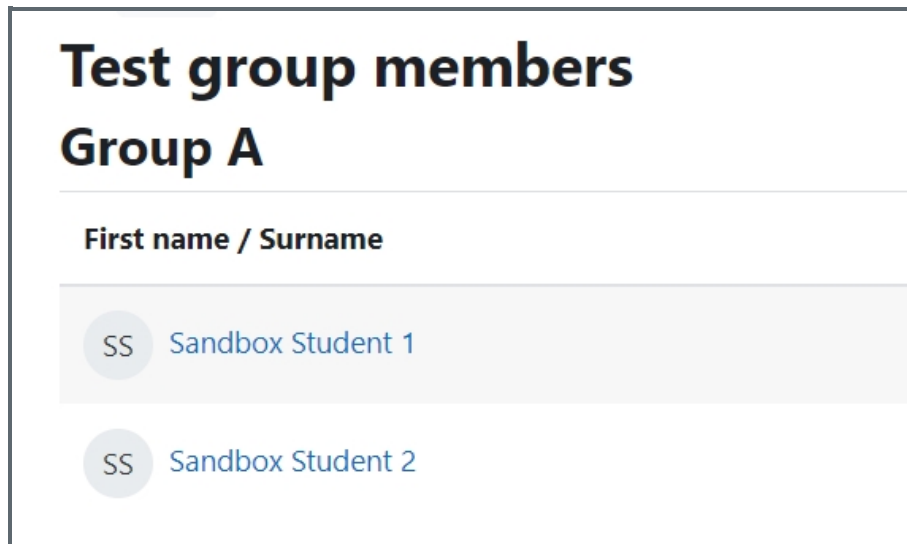 Test group members
Group A
First name / Surname
SS Sandbox Student 1
SS Sandbox Student 2